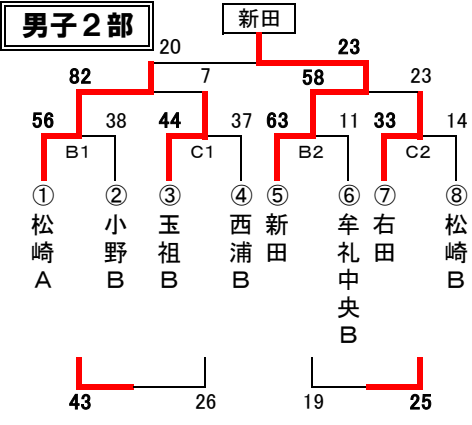 男子２部
新田
20 23
82 7 58 23
56 38 44 37 63 11 33 14
B1 C1 B2 C2
① ② ③ ④ ⑤ ⑥ ⑦ ⑧
松崎A
小野B
玉祖B
西浦B
新田
牟礼中央B
右田
松崎B
43 26 19 25